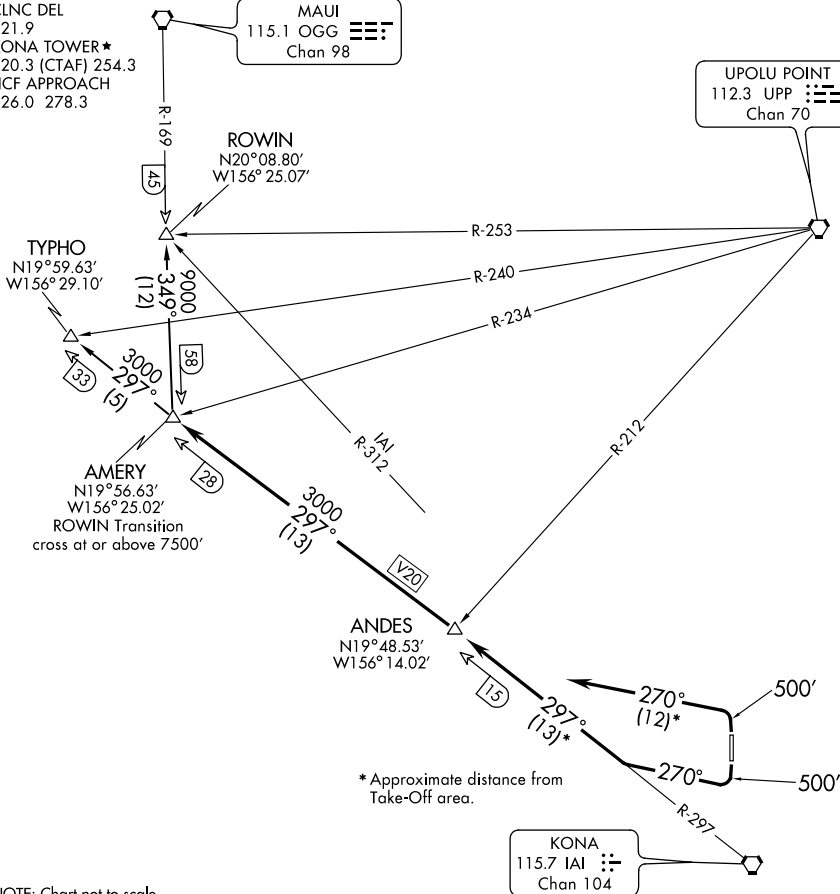 CLNC DEL
21.9
ONA TOWER★
20.3 (CTAF) 254.3
CF APPROACH
26.0 278.3
MAUI
115.1 OGG
Chan 98
UPOLU POINT
112.3 UPP
Chan 70
R-169
45
ROWIN
N20°08.80'
W156°25.07'
R-253
TYPHO
N19°59.63'
W156°29.10'
R-240
R-234
9000
349°
(12)
58
3000
297°
(5)
33
R-212
IAI
R-312
28
AMERY
N19°56.63'
W156°25.02'
ROWIN Transition
cross at or above 7500'
3000
297°
(13)
V20
ANDES
N19°48.53'
W156°14.02'
15
297°
(13)*
270°
(12)*
500'
270°
500'
* Approximate distance from
Take-Off area.
R-297
KONA
115.7 IAI
Chan 104
NOTE: Chart not to scale